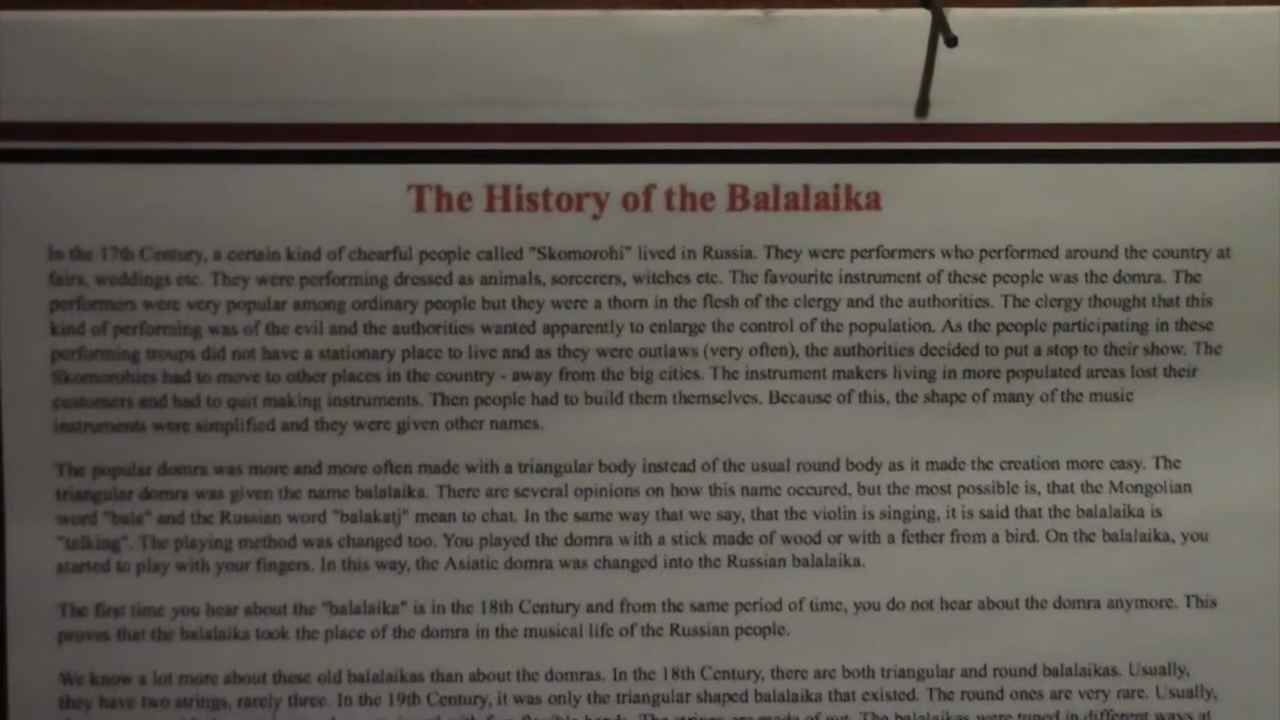 The History of the Balalaika
In the 17th Century, a certain kind of chearful people called "Skomorohi" lived in Russia. They were performers who performed around the country at
fairs, weddings etc. They were performing dressed as animals, sorcerers, witches etc. The favourite instrument of these people was the domra. The
performers were very popular among ordinary people but they were a thorn in the flesh of the clergy and the authorities. The clergy thought that this
kind of performing was of the evil and the authorities wanted apparently to enlarge the control of the population. As the people participating in these
performing troups did not have a stationary place to live and as they were outlaws (very often), the authorities decided to put a stop to their show. The
Skomorohies had to move to other places in the country - away from the big cities. The instrument makers living in more populated areas lost their
customers and had to quit making instruments. Then people had to build them themselves. Because of this, the shape of many of the music
instruments were simplified and they were given other names.
The popular domra was more and more often made with a triangular body instead of the usual round body as it made the creation more easy. The
triangular domra was given the name balalaika. There are several opinions on how this name occured, but the most possible is, that the Mongolian
word "bale" and the Russian word "balakatj" mean to chat. In the same way that we say, that the violin is singing, it is said that the balalaika is
"talking". The playing method was changed too. You played the domra with a stick made of wood or with a fether from a bird. On the balalaika, you
started to play with your fingers. In this way, the Asiatic domra was changed into the Russian balalaika.
The first time you hear about the "balalaika" is in the 18th Century and from the same period of time, you do not hear about the domra anymore. This
proves that the balalaika took the place of the domra in the musical life of the Russian people.
We know a lot more about these old balalaikas than about the domras. In the 18th Century, there are both triangular and round balalaikas. Usually,
they have two strings, rarely three. In the 19th Century, it was only the triangular shaped balalaika that existed. The round ones are very rare. Usually,
The strings are made of gut. The balalaikas were tuned in different ways at